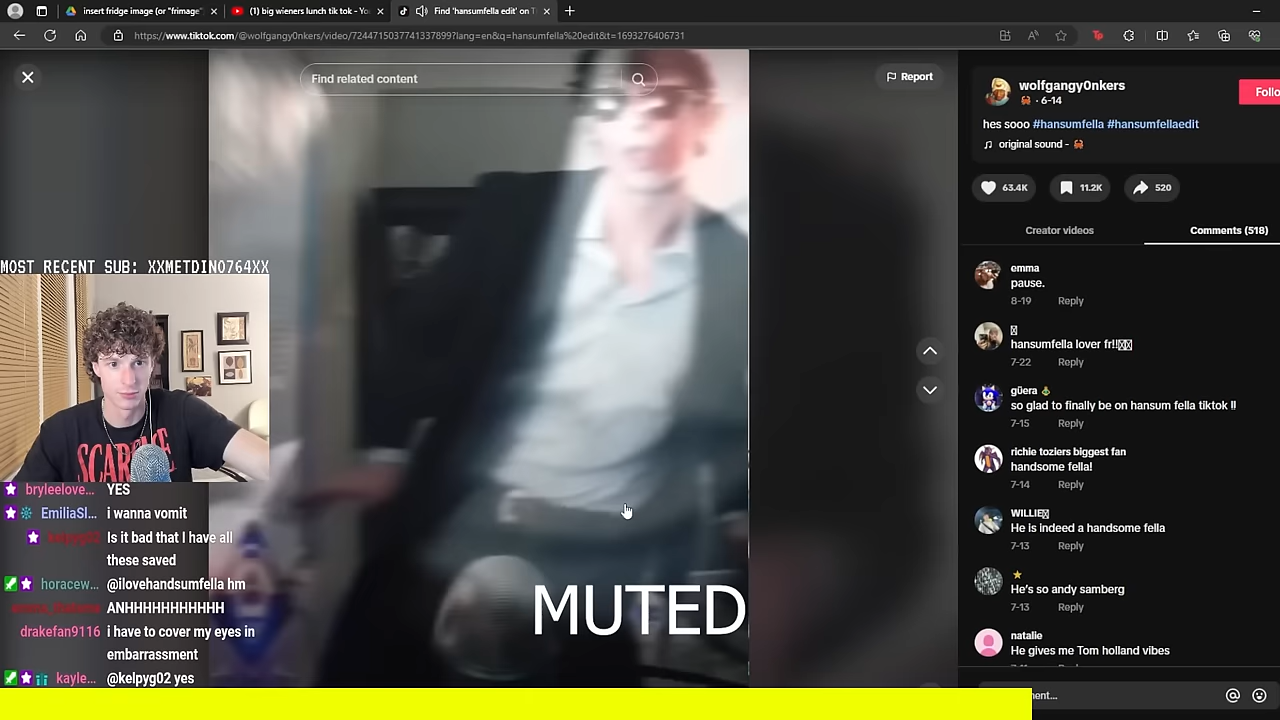 insert fridge image (or "frimage"
(1) big wieners lunch tik tok - Yo
Find 'hansumfella edit' on T
https://www.tiktok.com/@wolfgangy0nkers/video/7244715037741337899?lang=en&q=hansumfella%20edit&t=1693276406731
Find related content
Report
wolfgangy0nkers
🦀 · 6-14
Follo
hes sooo #hansumfella #hansumfellaedit
♫ original sound - 🦀
63.4K
11.2K
520
Creator videos
Comments (518)
emma
pause.
8-19 Reply
hansumfella lover fr!!
7-22 Reply
güera
so glad to finally be on hansum fella tiktok !!
7-15 Reply
richie toziers biggest fan
handsome fella!
7-14 Reply
WILLIE
He is indeed a handsome fella
7-13 Reply
⭐
He's so andy samberg
7-13 Reply
natalie
He gives me Tom holland vibes
Reply
ent...
MOST RECENT SUB: XXMETDINO764XX
SCAR
bryleelove... YES
EmiliaSl... i wanna vomit
kelpyg02 Is it bad that I have all
these saved
horacew... @ilovehandsumfella hm
ANHHHHHHHHHHH
drakefan9116 i have to cover my eyes in
embarrassment
kayle... @kelpyg02 yes
MUTED